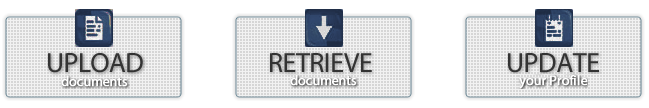 UPLOAD
documents
RETRIEVE
documents
UPDATE
your Profile